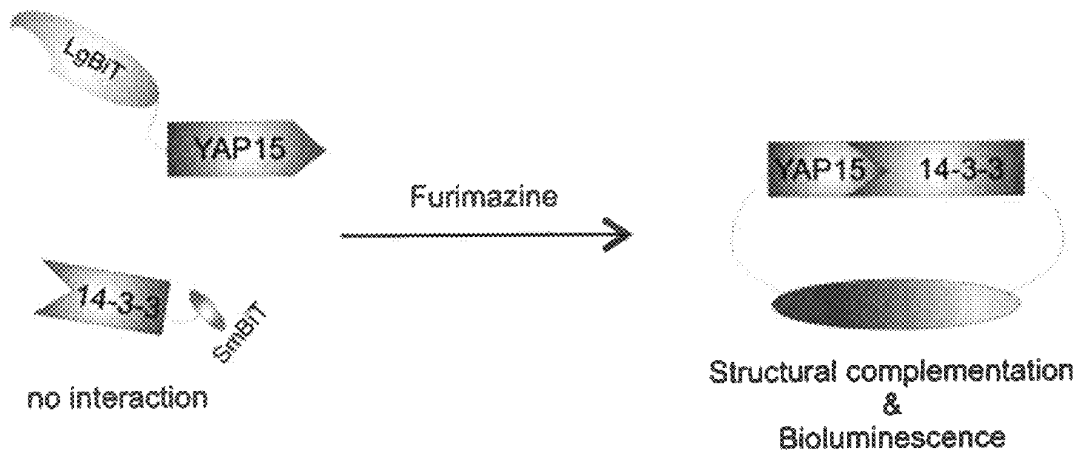 LgBiT
YAP15
14-3-3
SmBiT
no interaction
Furimazine
YAP15
14-3-3
Structural complementation
&
Bioluminescence